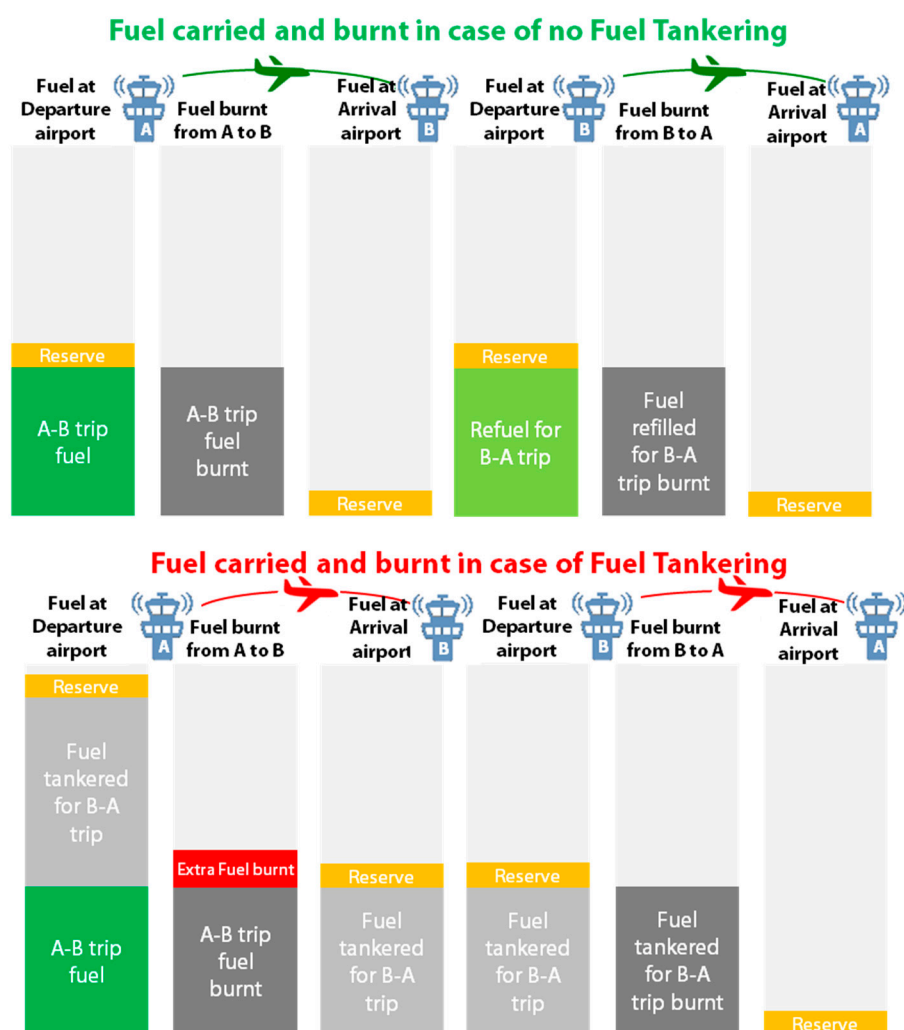 Fuel carried and burnt in case of no Fuel Tankering
Fuel at
Departure
airport
A
Fuel burnt
from A to B
Fuel at
Arrival
airport
B
Fuel at
Departure
airport
B
Fuel burnt
from B to A
Fuel at
Arrival
airport
A
Reserve
A-B trip
fuel
A-B trip
fuel
burnt
Reserve
Reserve
Refuel for
B-A trip
Fuel
refilled
for B-A
trip burnt
Reserve
Fuel carried and burnt in case of Fuel Tankering
Fuel at
Departure
airport
A
Fuel burnt
from A to B
Fuel at
Arrival
airport
B
Fuel at
Departure
airport
B
Fuel burnt
from B to A
Fuel at
Arrival
airport
A
Reserve
Fuel
tankered
for B-A
trip
A-B trip
fuel
Extra Fuel burnt
A-B trip
fuel
burnt
Reserve
Fuel
tankered
for B-A
trip
Reserve
Fuel
tankered
for B-A
trip
Fuel
tankered
for B-A
trip burnt
Reserve